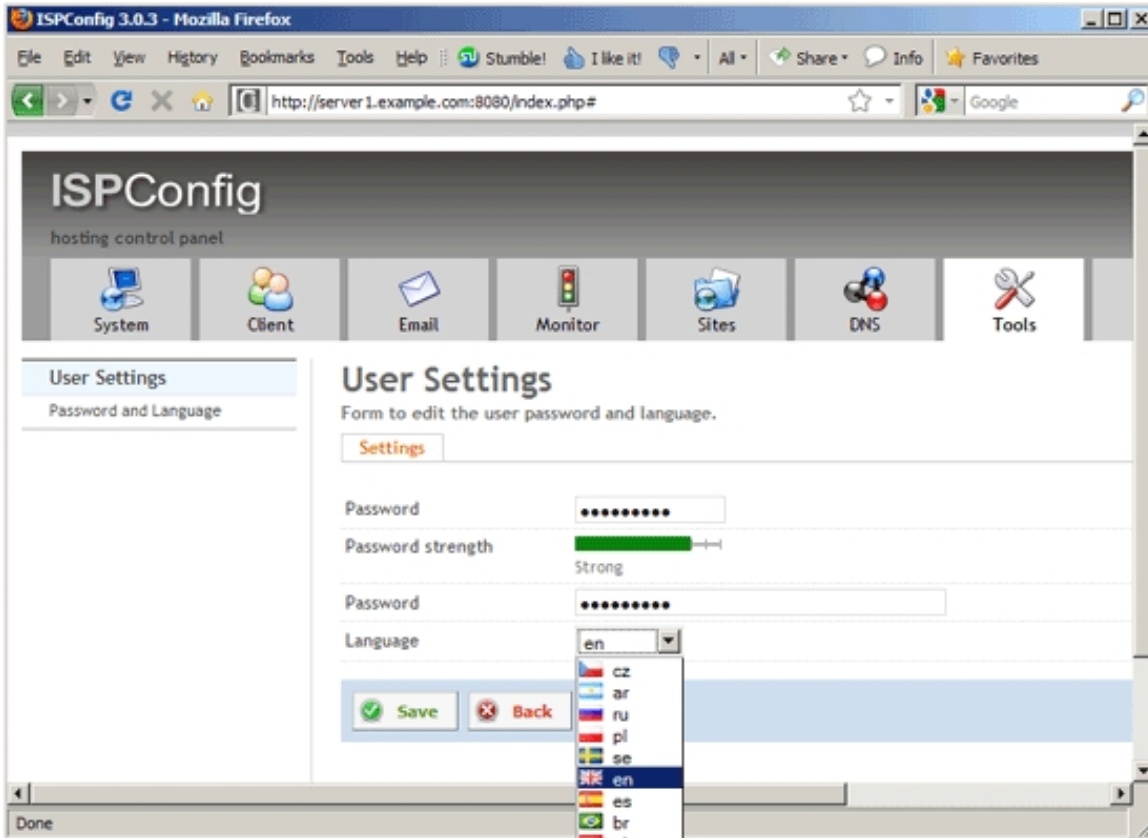 ISPConfig 3.0.3 - Mozilla Firefox
File Edit View History Bookmarks Tools Help Stumble! I like it! All Share Info Favorites
http://server1.example.com:8080/index.php# Google
ISPConfig
hosting control panel
System Client Email Monitor Sites DNS Tools
User Settings
Password and Language
User Settings
Form to edit the user password and language.
Settings
Password •••••••••
Password strength
Strong
Password •••••••••
Language en
cz
ar
ru
pl
se
en
es
br
Save Back
Done